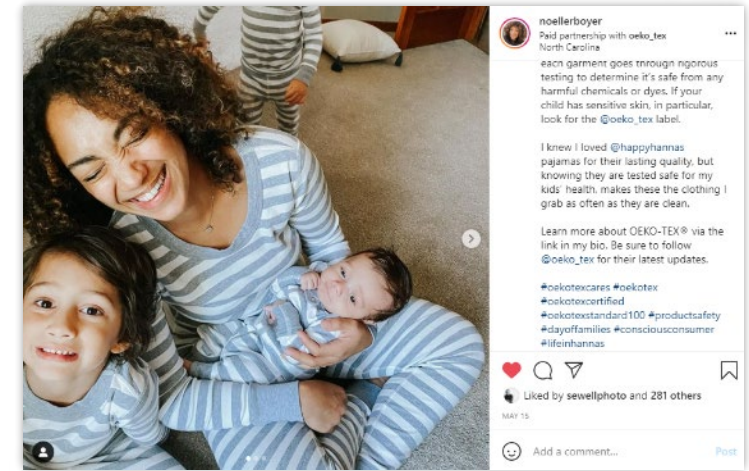 noellerboyer
Paid partnership with oeko_tex
North Carolina
each garment goes through rigorous
testing to determine it's safe from any
harmful chemicals or dyes. If your
child has sensitive skin, in particular,
look for the @oeko_tex label.
I knew I loved @happyhannas
pajamas for their lasting quality, but
knowing they are tested safe for my
kids' health, makes these the clothing I
grab as often as they are clean.
Learn more about OEKO-TEX® via the
link in my bio. Be sure to follow
@oeko_tex for their latest updates.
#oekotexcares #oekotex
#oekotexcertified
#oekotexstandard100 #productsafety
#dayoffamilies #consciousconsumer
#lifeinhannas
Liked by sewellphoto and 281 others
MAY 15
Add a comment...
Post